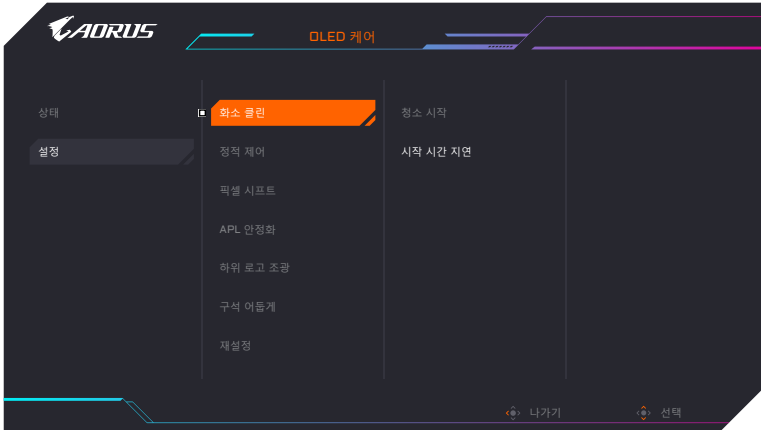 AORUS
OLED 케어
상태
설정
화소 클린
정적 제어
픽셀 시프트
APL 안정화
하위 로고 조광
구석 어둡게
재설정
청소 시작
시작 시간 지연
나가기
선택